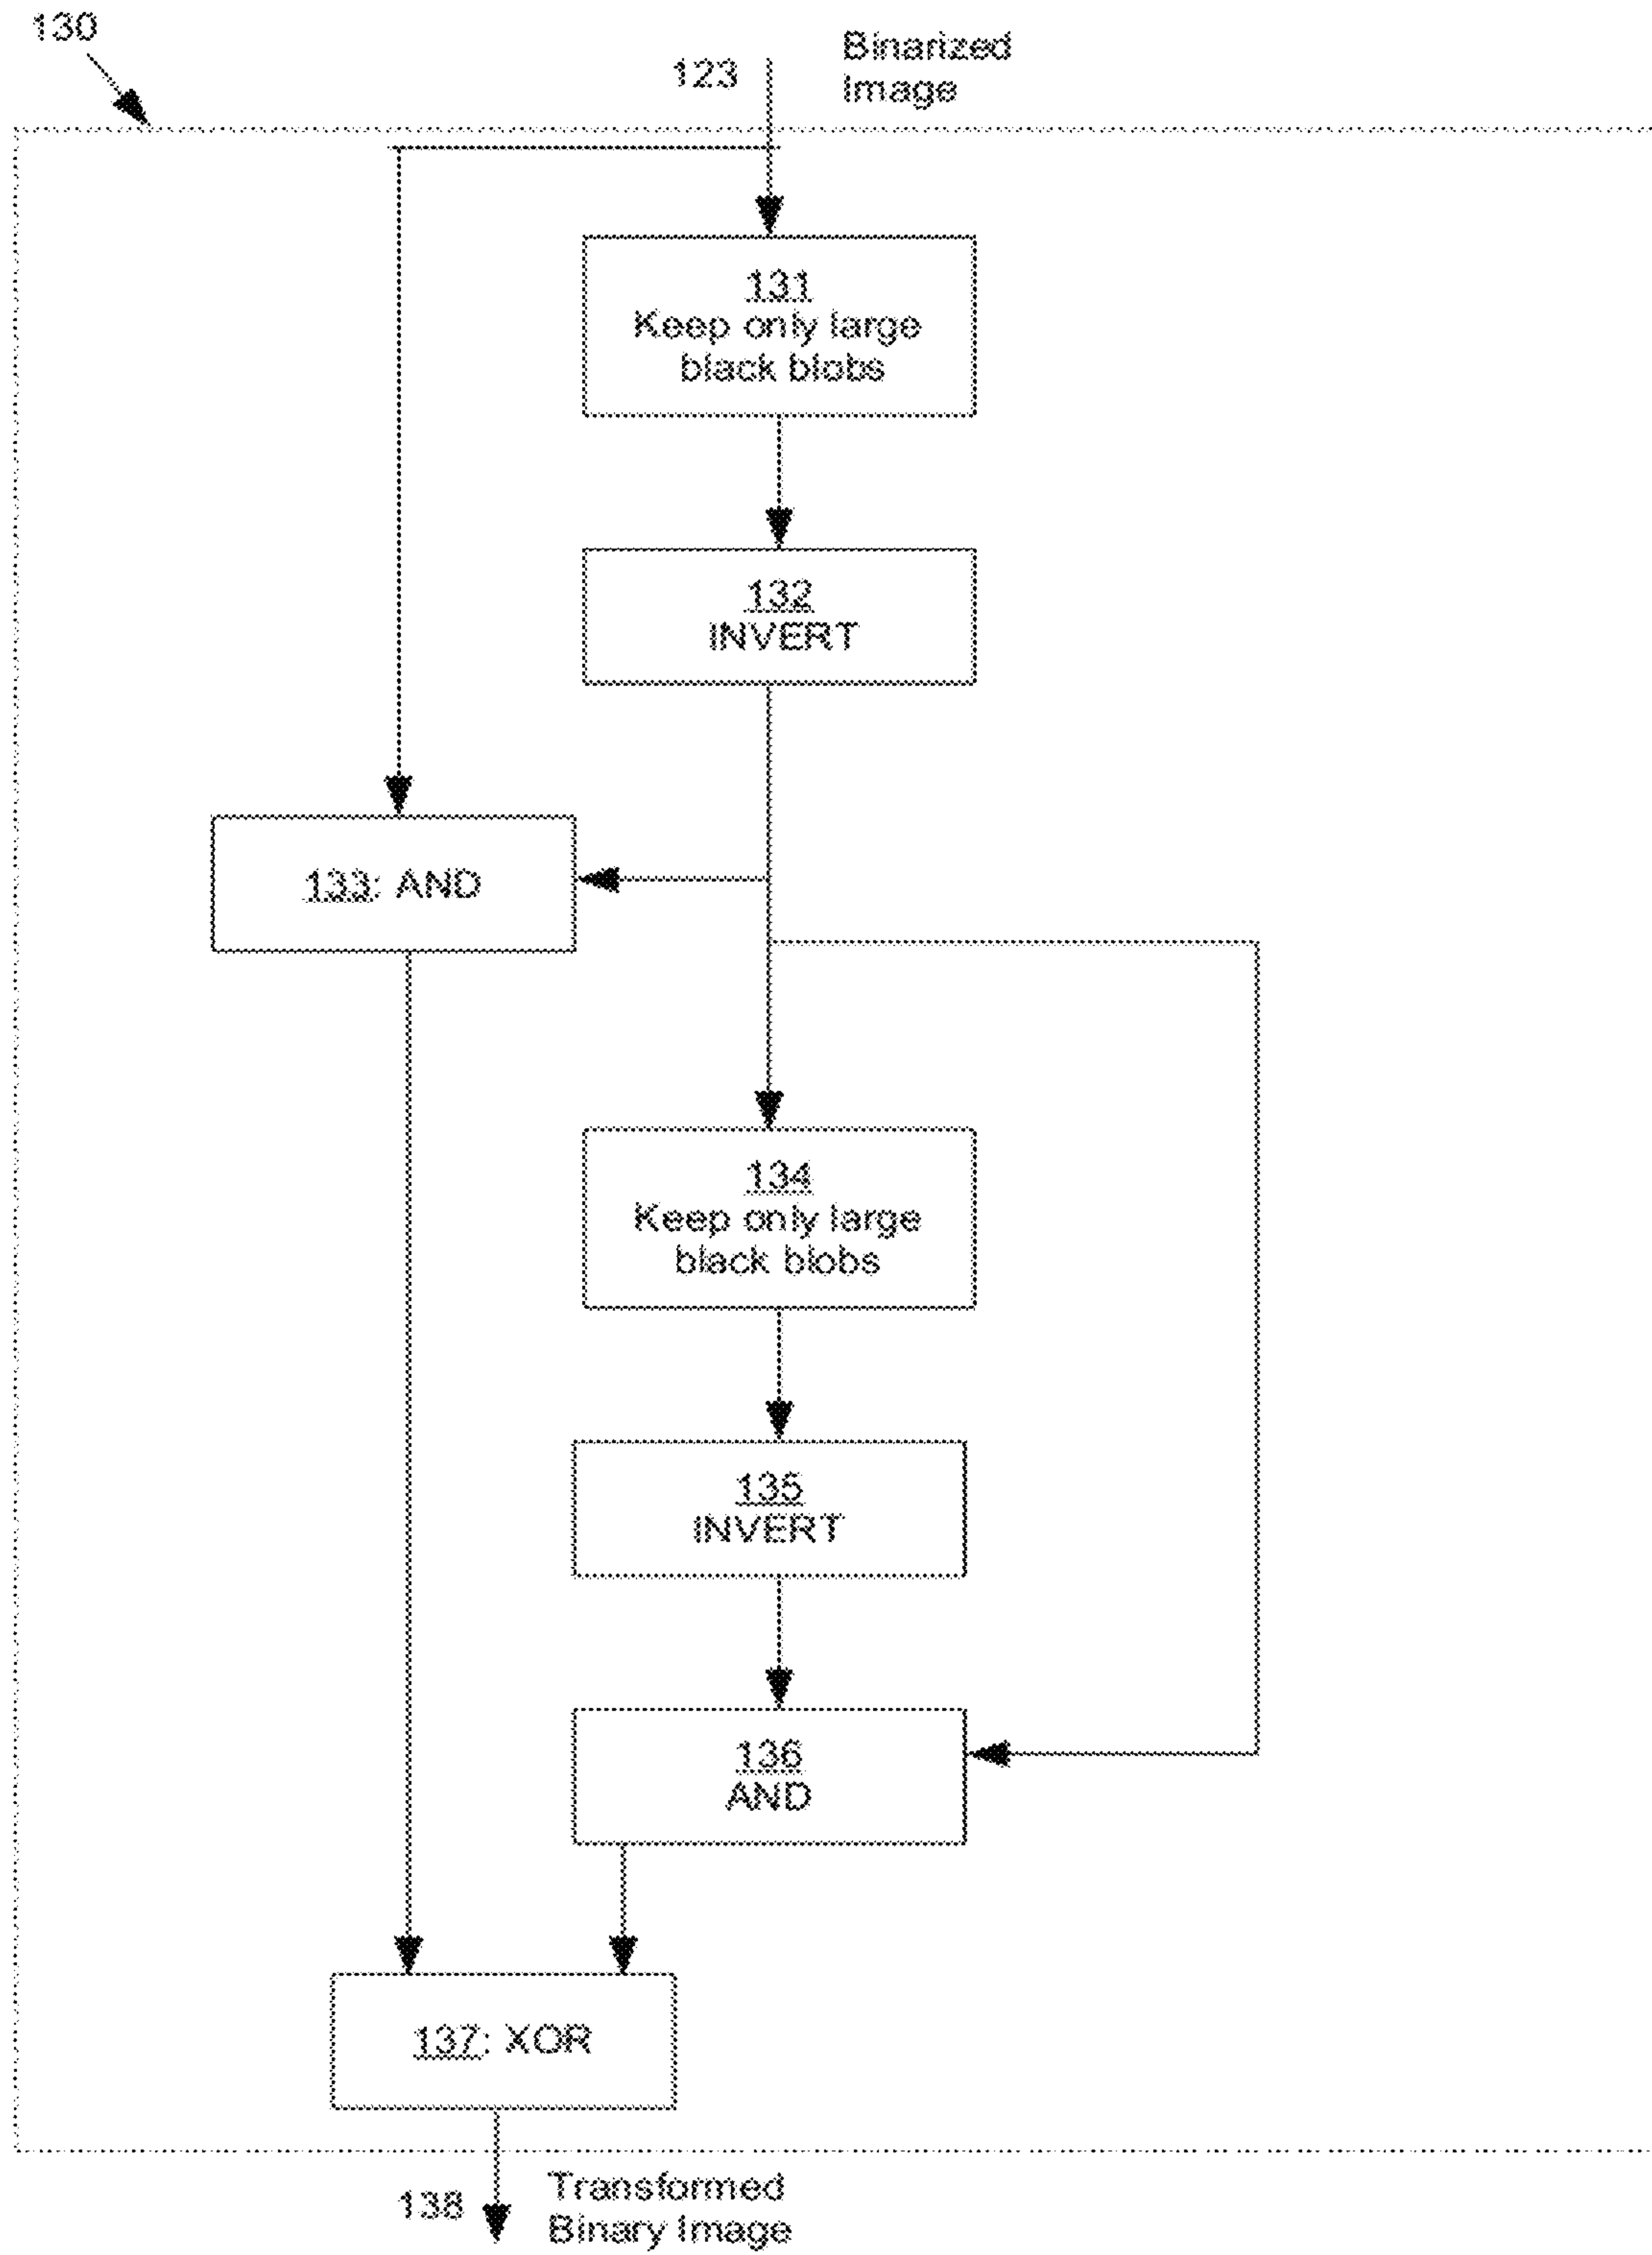 130
123
Binarized
Image
131
Keep only large
black blobs
132
INVERT
133: AND
134
Keep only large
black blobs
135
INVERT
136
AND
137: XOR
138
Transformed
Binary Image